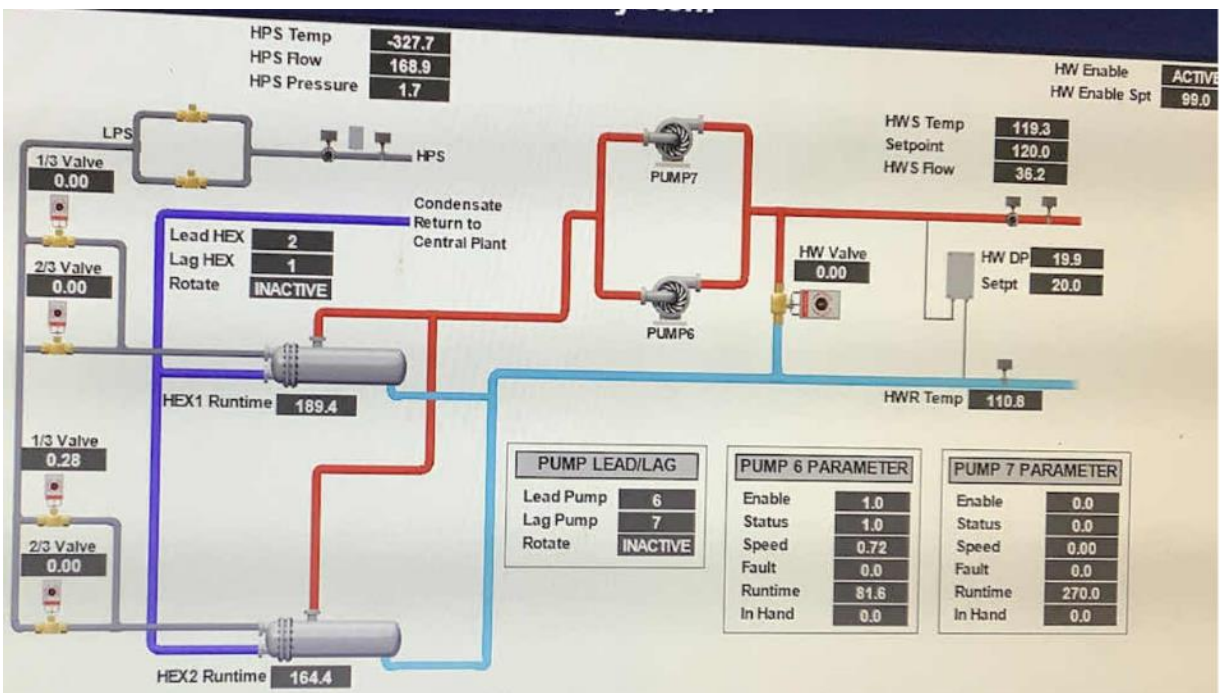 HPS Temp -327.7
HPS Flow 168.9
HPS Pressure 1.7
HW Enable ACTIVE
HW Enable Spt 99.0
LPS
HPS
1/3 Valve
0.00
PUMP7
HWS Temp 119.3
Setpoint 120.0
HWS Flow 36.2
Condensate
Return to
Central Plant
Lead HEX 2
Lag HEX 1
Rotate INACTIVE
2/3 Valve
0.00
HW Valve
0.00
HW DP 19.9
Setpt 20.0
PUMP6
HEX1 Runtime 189.4
HWR Temp 110.8
1/3 Valve
0.28
2/3 Valve
0.00
HEX2 Runtime 164.4
PUMP LEAD/LAG
Lead Pump 6
Lag Pump 7
Rotate INACTIVE
PUMP 6 PARAMETER
Enable 1.0
Status 1.0
Speed 0.72
Fault 0.0
Runtime 81.6
In Hand 0.0
PUMP 7 PARAMETER
Enable 0.0
Status 0.0
Speed 0.00
Fault 0.0
Runtime 270.0
In Hand 0.0